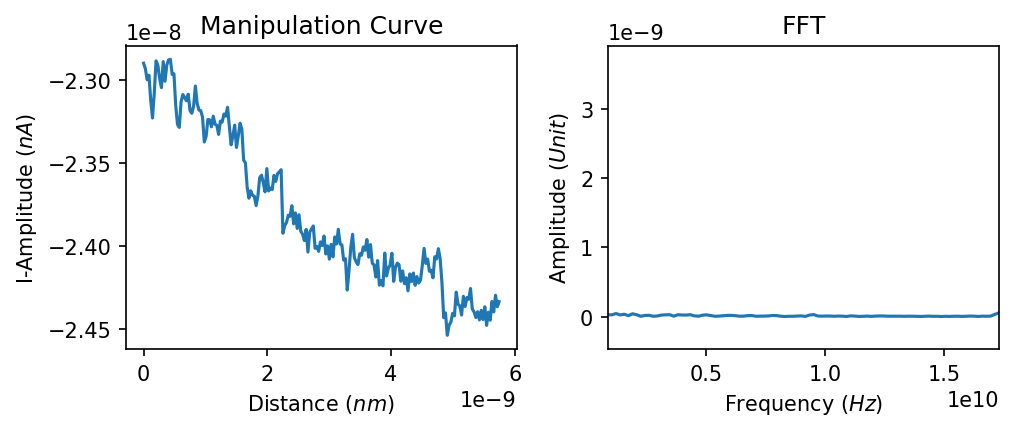 Manipulation Curve
1e−8
I-Amplitude (nA)
−2.30
−2.35
−2.40
−2.45
0 2 4 6
1e−9
Distance (nm)
FFT
1e−9
Amplitude (Unit)
3
2
1
0
0.5 1.0 1.5
1e10
Frequency (Hz)